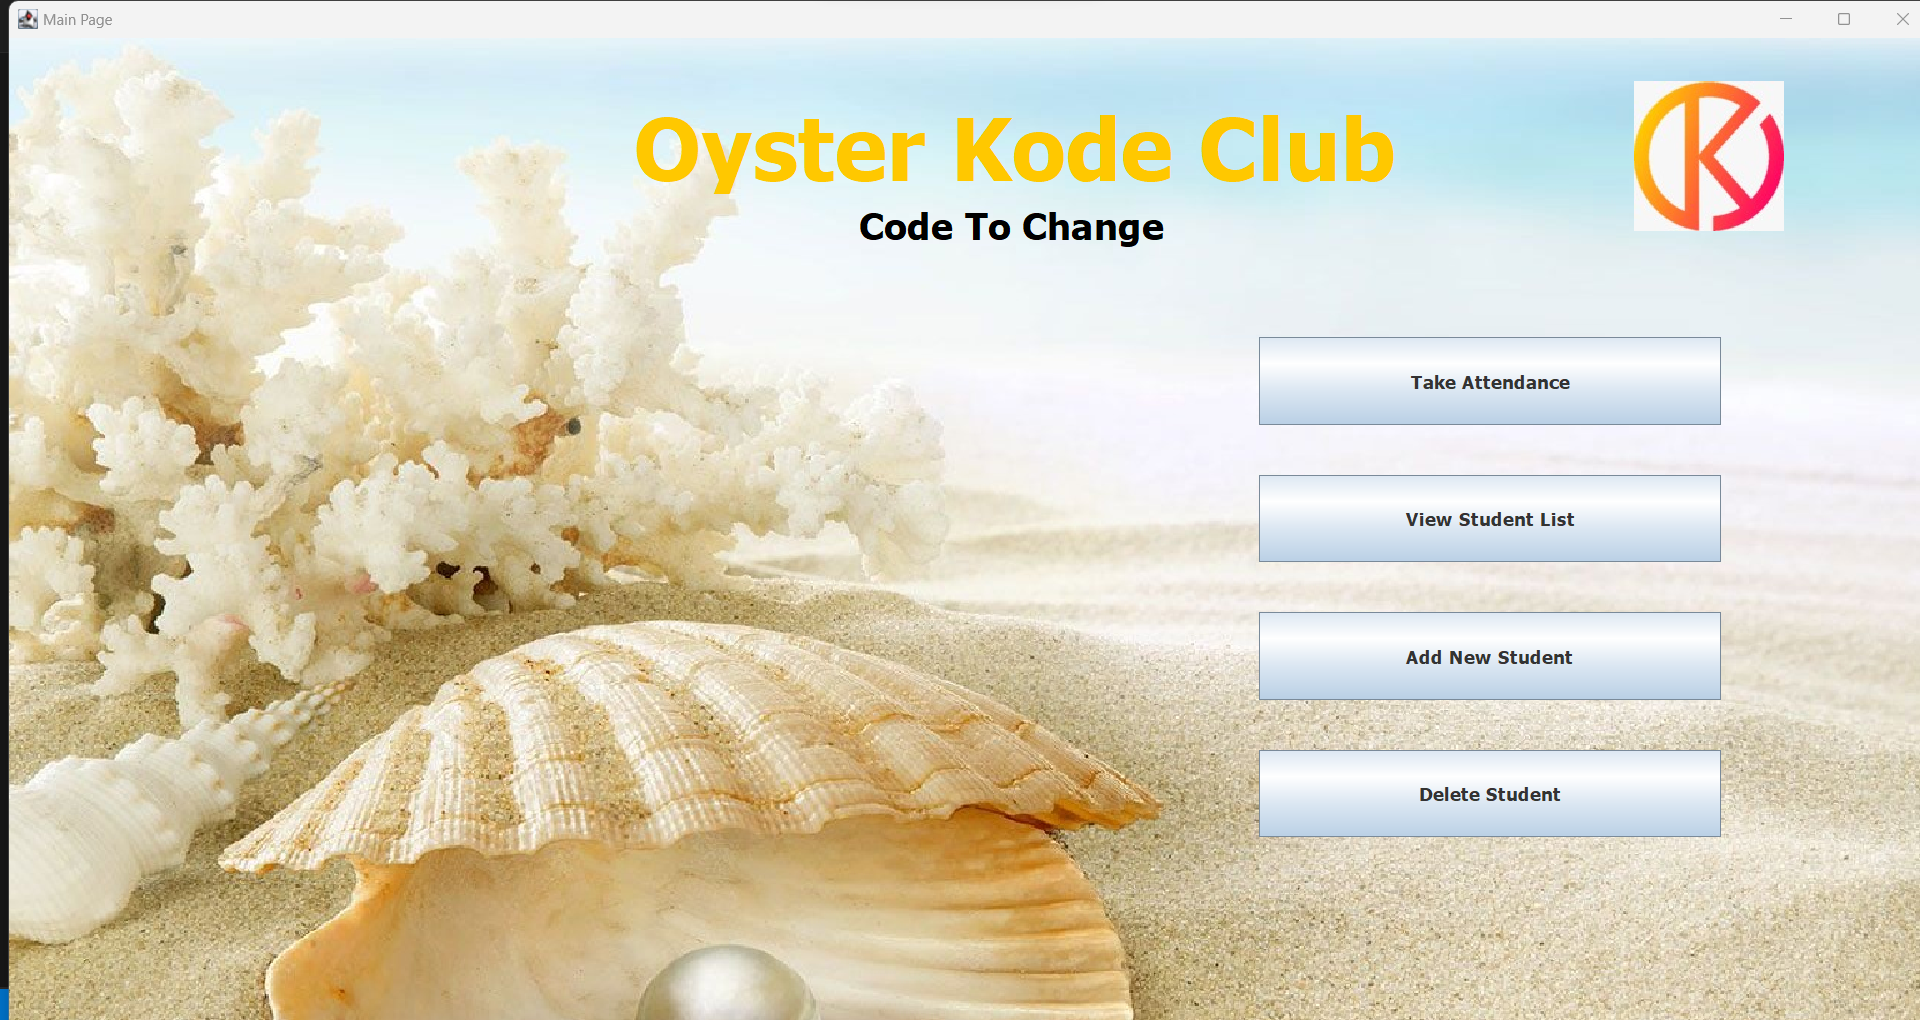 Main Page
Oyster Kode Club
Code To Change
Take Attendance
View Student List
Add New Student
Delete Student